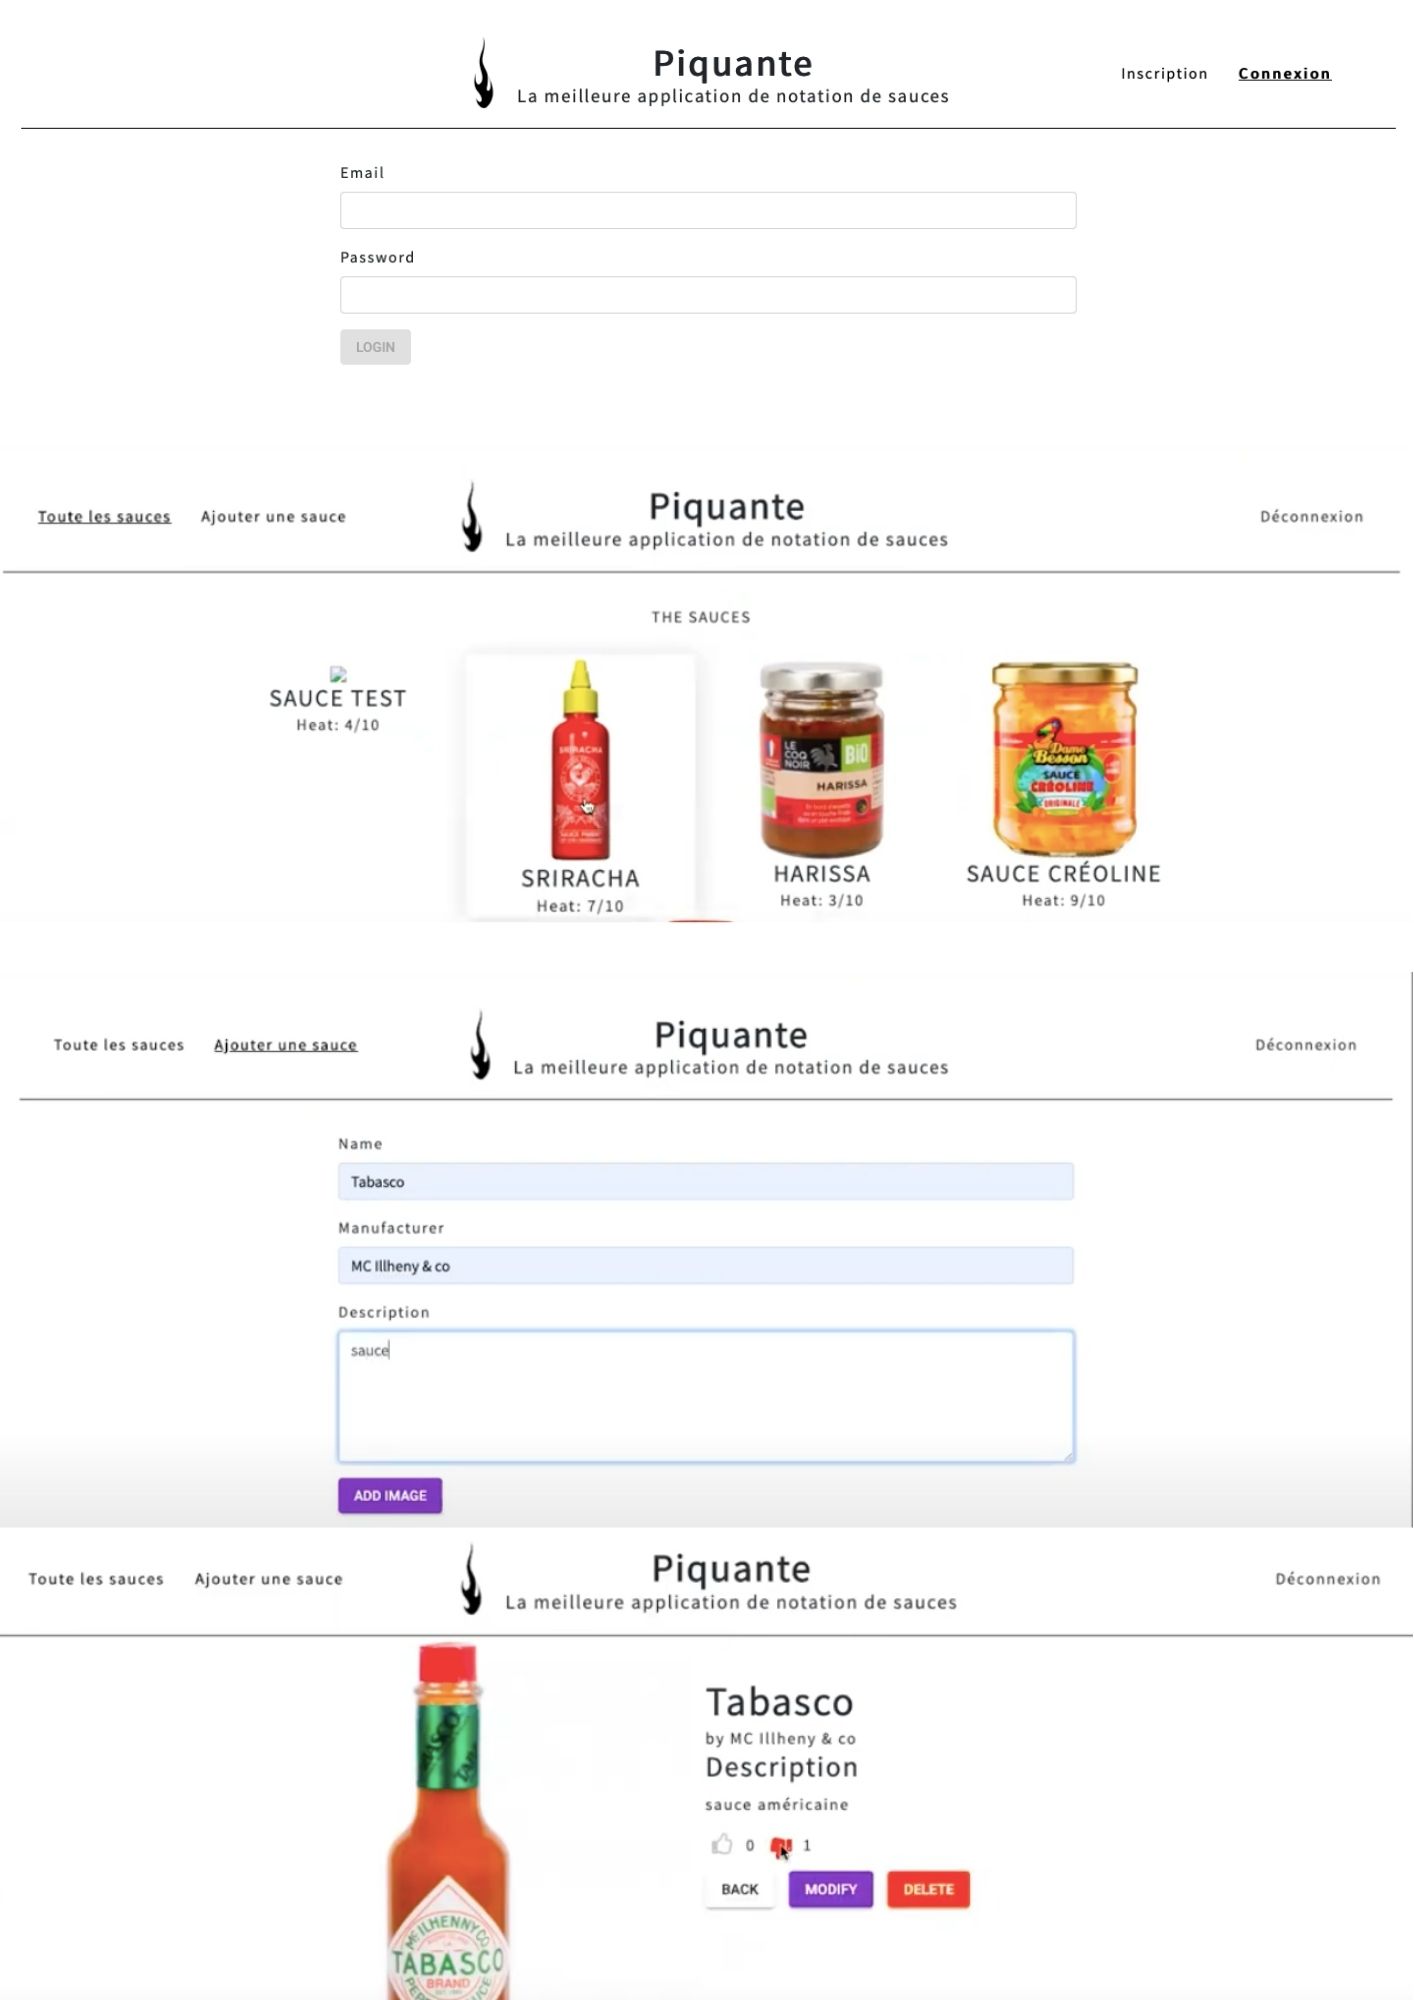 Piquante
La meilleure application de notation de sauces
Inscription Connexion
Email
Password
LOGIN
Toute les sauces Ajouter une sauce
Piquante
La meilleure application de notation de sauces
Déconnexion
THE SAUCES
SAUCE TEST
Heat: 4/10
SRIRACHA
SRIRACHA
Heat: 7/10
LE COQ NOIR
BIO
HARISSA
HARISSA
Heat: 3/10
Dame
Besson
SAUCE
CRÉOLINE
ORIGINALE
SAUCE CRÉOLINE
Heat: 9/10
Toute les sauces Ajouter une sauce
Piquante
La meilleure application de notation de sauces
Déconnexion
Name
Tabasco
Manufacturer
MC Illheny & co
Description
sauce
ADD IMAGE
Toute les sauces Ajouter une sauce
Piquante
La meilleure application de notation de sauces
Déconnexion
McILHENNY CO
TABASCO
BRAND
Tabasco
by MC Illheny & co
Description
sauce américaine
0 1
BACK MODIFY DELETE